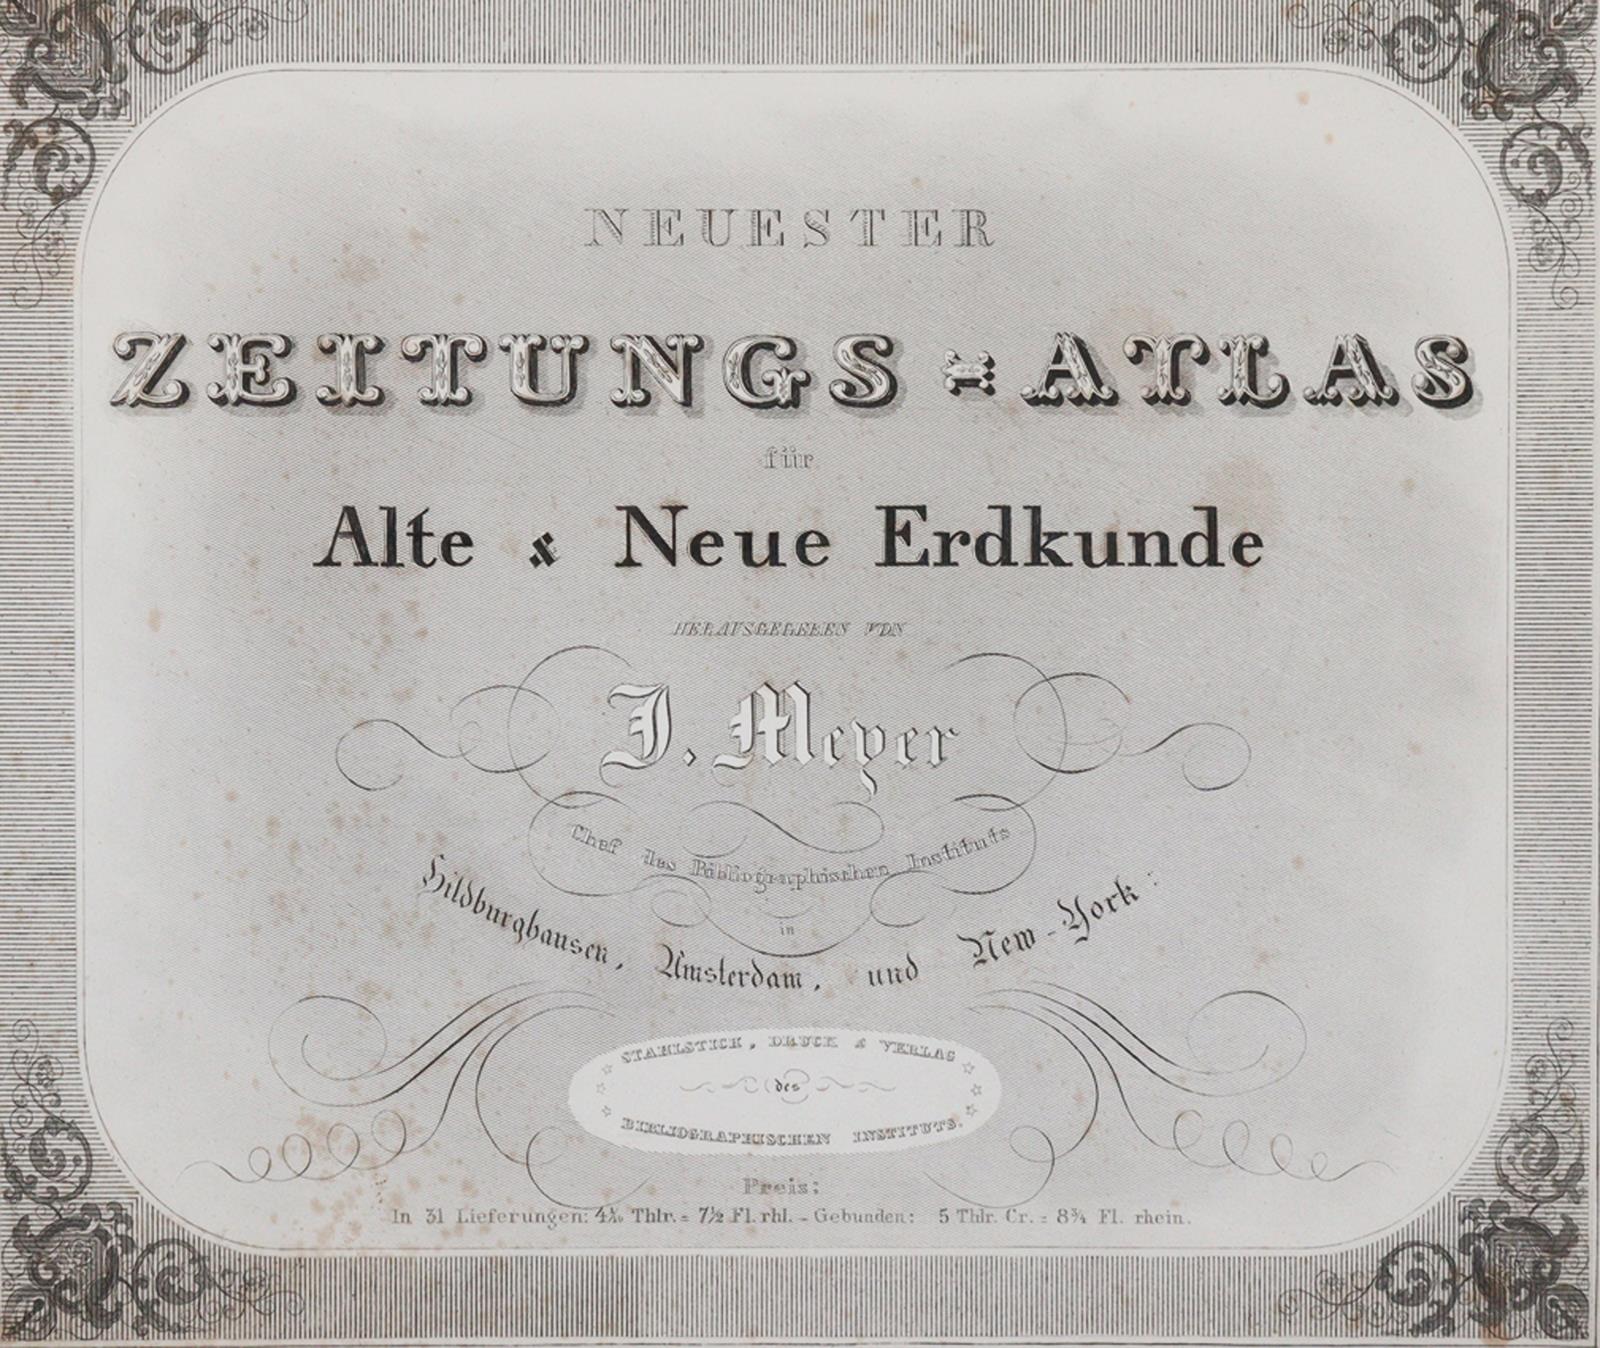 NEUESTER
ZEITUNGS = ATLAS
für
Alte & Neue Erdkunde
HERAUSGEGEBEN VON
J. Meyer
Chef des Bibliographischen Instituts
in
Hildburghausen, Amsterdam, und New-York:
STAHLSTICH, DRUCK & VERLAG
des
BIBLIOGRAPHISCHEN INSTITUTS.
Preis:
In 31 Lieferungen: Thlr. = 7½ Fl. rhl. - Gebunden: 5 Thlr. Cr. = 8¾ Fl. rhein.